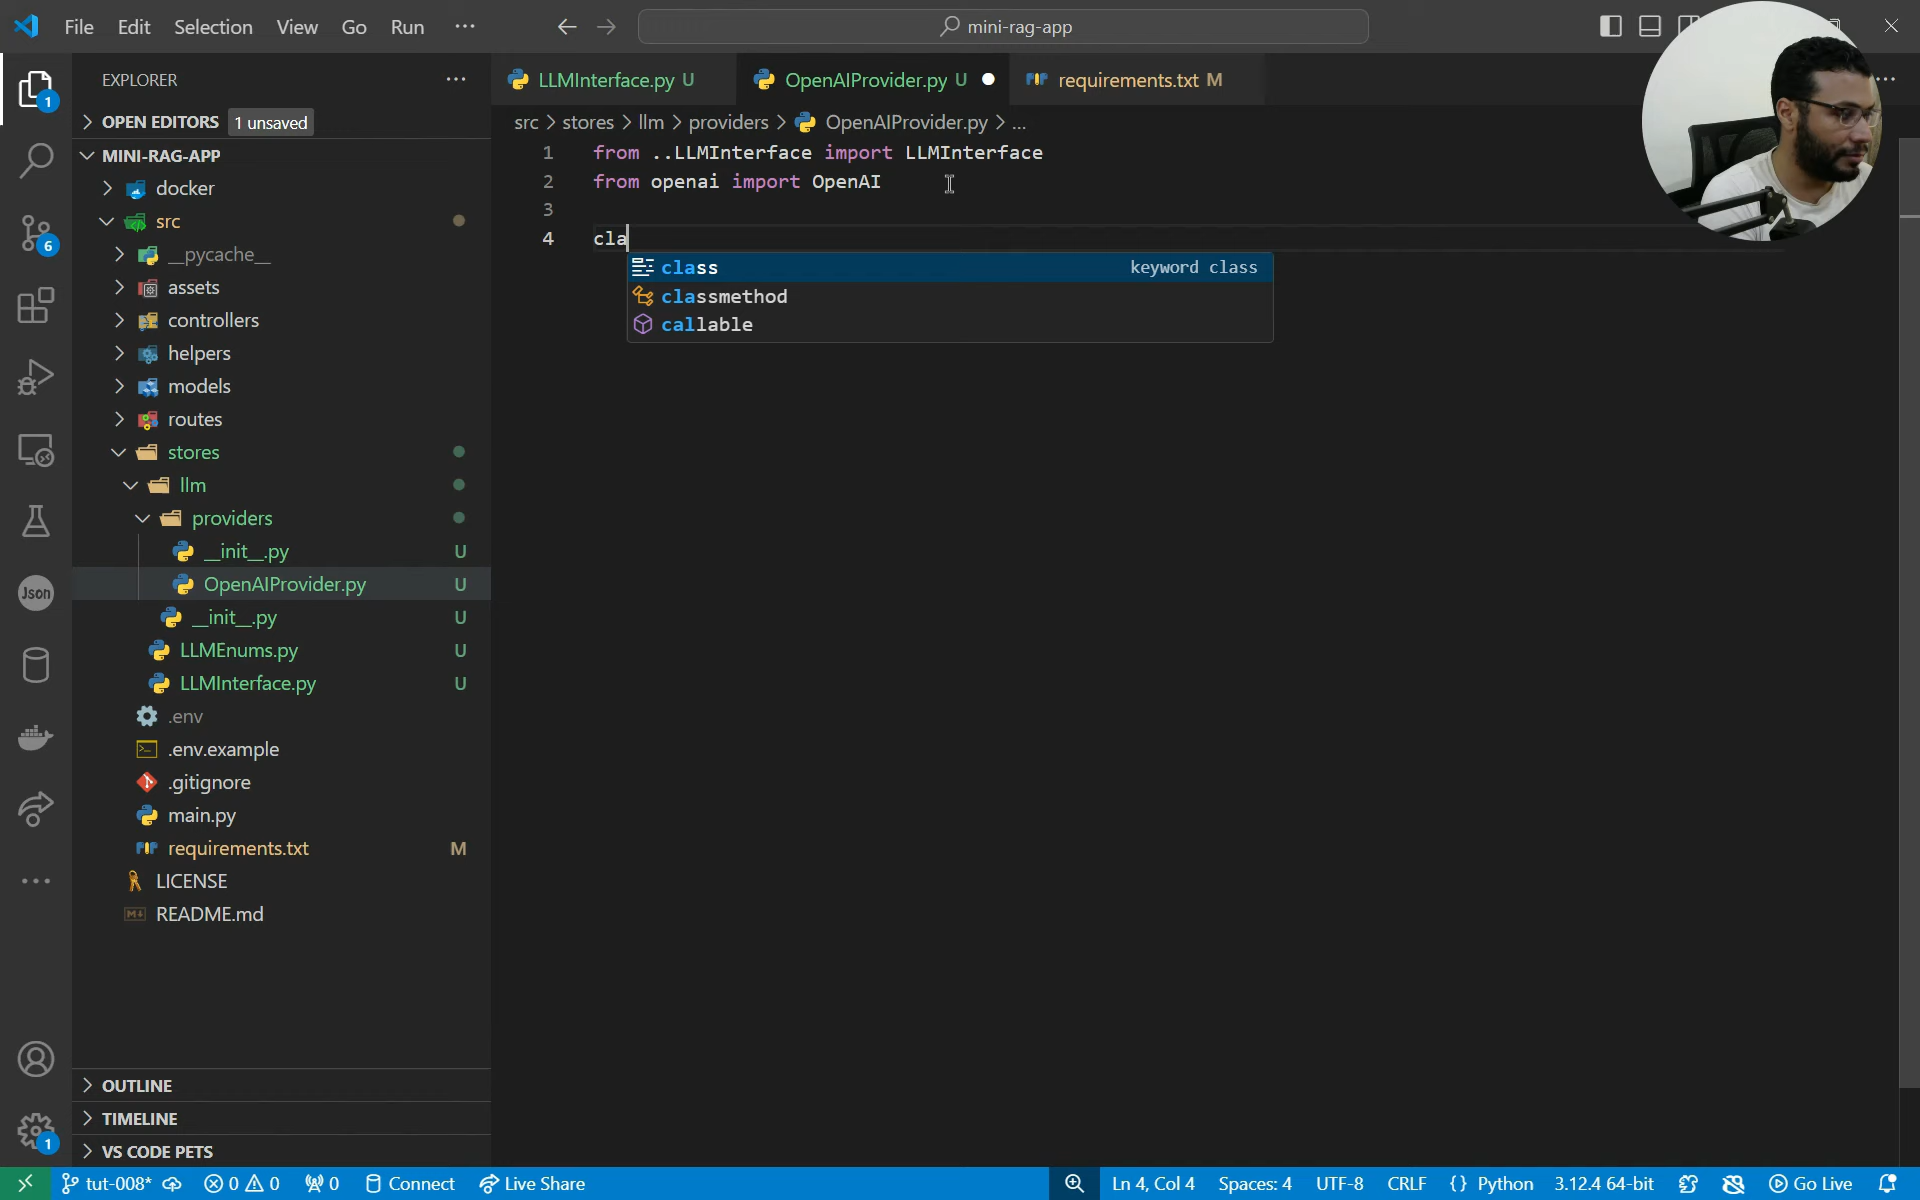 File Edit Selection View Go Run ···
mini-rag-app
EXPLORER
OPEN EDITORS 1 unsaved
MINI-RAG-APP
docker
src
__pycache__
assets
controllers
helpers
models
routes
stores
llm
providers
__init__.py U
OpenAIProvider.py U
__init__.py U
LLMEnums.py U
LLMInterface.py U
.env
.env.example
.gitignore
main.py
requirements.txt M
LICENSE
README.md
OUTLINE
TIMELINE
VS CODE PETS
1
6
Json
1
LLMInterface.py U
OpenAIProvider.py U
requirements.txt M
src > stores > llm > providers > OpenAIProvider.py > ...
1 from ..LLMInterface import LLMInterface
2 from openai import OpenAI
3
4 cla
class keyword class
classmethod
callable
tut-008* 0 0 0 Connect Live Share Ln 4, Col 4 Spaces: 4 UTF-8 CRLF {} Python 3.12.4 64-bit Go Live